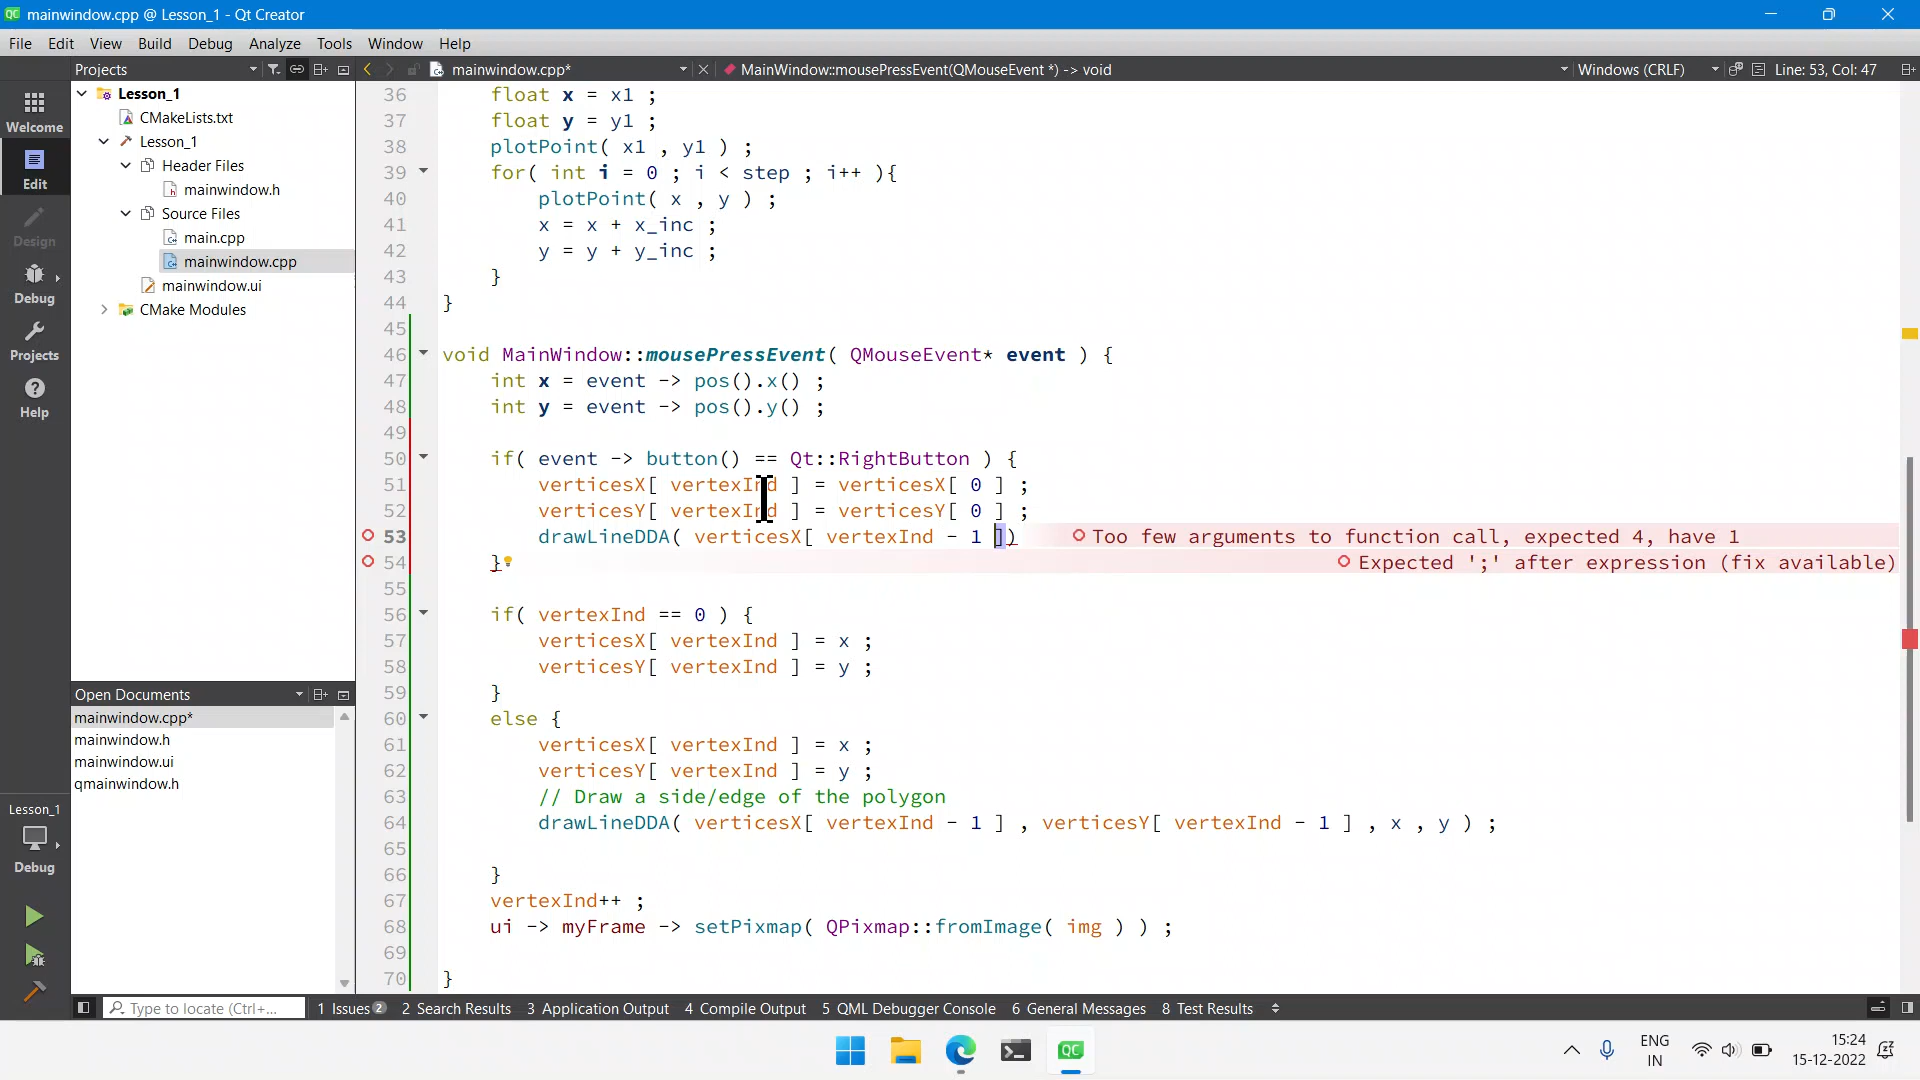 mainwindow.cpp @ Lesson_1 - Qt Creator
File Edit View Build Debug Analyze Tools Window Help
Projects
mainwindow.cpp*
MainWindow::mousePressEvent(QMouseEvent *) -> void
Windows (CRLF)
Line: 53, Col: 47
Welcome
Edit
Design
Debug
Projects
Help
Lesson_1
CMakeLists.txt
Lesson_1
Header Files
mainwindow.h
Source Files
main.cpp
mainwindow.cpp
mainwindow.ui
CMake Modules
Open Documents
mainwindow.cpp*
mainwindow.h
mainwindow.ui
qmainwindow.h
Lesson_1
Debug
36 float x = x1 ;
37 float y = y1 ;
38 plotPoint( x1 , y1 ) ;
39 for( int i = 0 ; i < step ; i++ ){
40 plotPoint( x , y ) ;
41 x = x + x_inc ;
42 y = y + y_inc ;
43 }
44 }
45
46 void MainWindow::mousePressEvent( QMouseEvent* event ) {
47 int x = event -> pos().x() ;
48 int y = event -> pos().y() ;
49
50 if( event -> button() == Qt::RightButton ) {
51 verticesX[ vertexInd ] = verticesX[ 0 ] ;
52 verticesY[ vertexInd ] = verticesY[ 0 ] ;
53 drawLineDDA( verticesX[ vertexInd - 1 ]) Too few arguments to function call, expected 4, have 1
54 } Expected ';' after expression (fix available)
55
56 if( vertexInd == 0 ) {
57 verticesX[ vertexInd ] = x ;
58 verticesY[ vertexInd ] = y ;
59 }
60 else {
61 verticesX[ vertexInd ] = x ;
62 verticesY[ vertexInd ] = y ;
63 // Draw a side/edge of the polygon
64 drawLineDDA( verticesX[ vertexInd - 1 ] , verticesY[ vertexInd - 1 ] , x , y ) ;
65
66 }
67 vertexInd++ ;
68 ui -> myFrame -> setPixmap( QPixmap::fromImage( img ) ) ;
69
70 }
Type to locate (Ctrl+...
1 Issues 2
2 Search Results
3 Application Output
4 Compile Output
5 QML Debugger Console
6 General Messages
8 Test Results
ENG
IN
15:24
15-12-2022